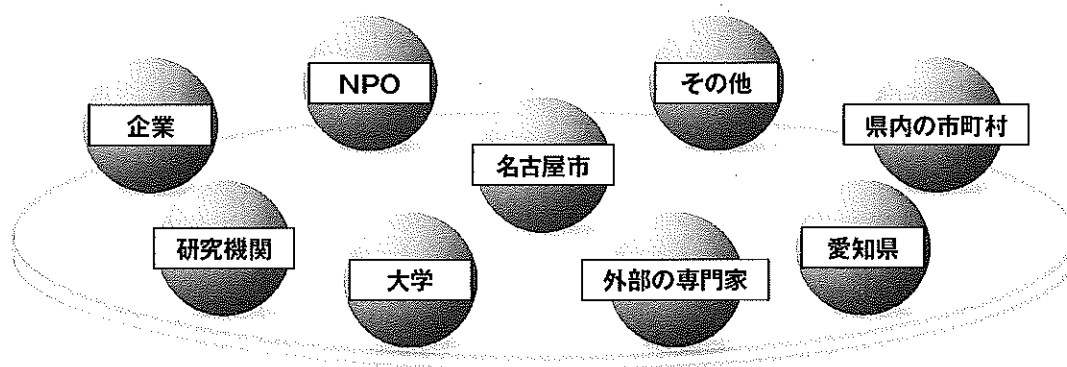 NPO
その他
企業
県内の市町村
名古屋市
研究機関
愛知県
大学
外部の専門家